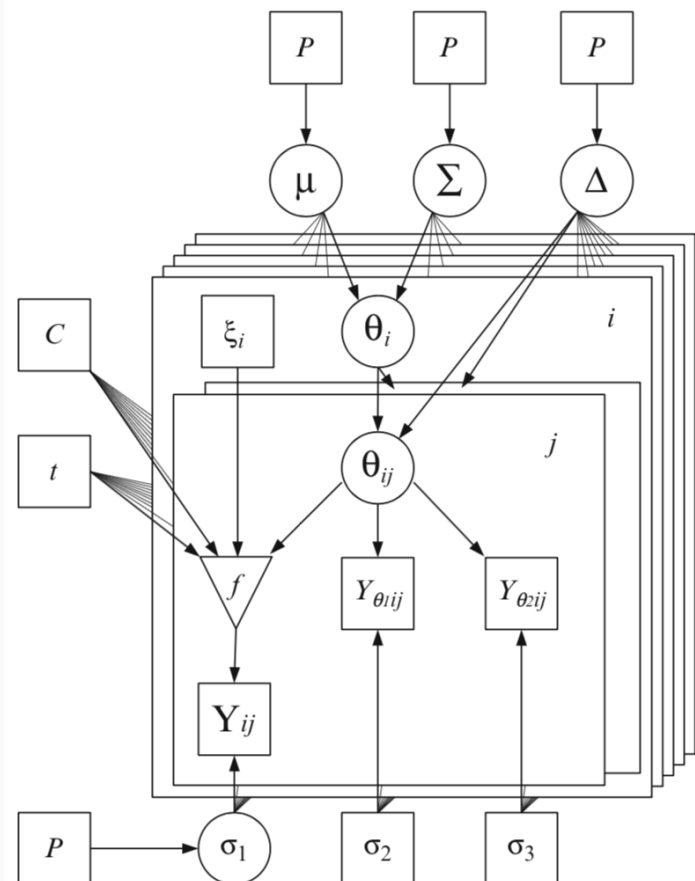 P P P
μ Σ Δ
C ξi θi i
t θij j
f Yθ1ij Yθ2ij
Yij
P σ1 σ2 σ3